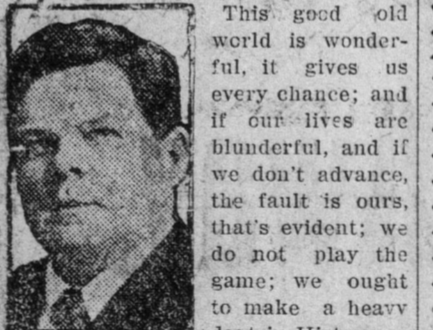 This good old
world is wonder-
ful, it gives us
every chance; and
if our lives are
blunderful, and if
we don't advance,
the fault is ours,
that's evident; we
do not play the
game; we ought
to make a heavy